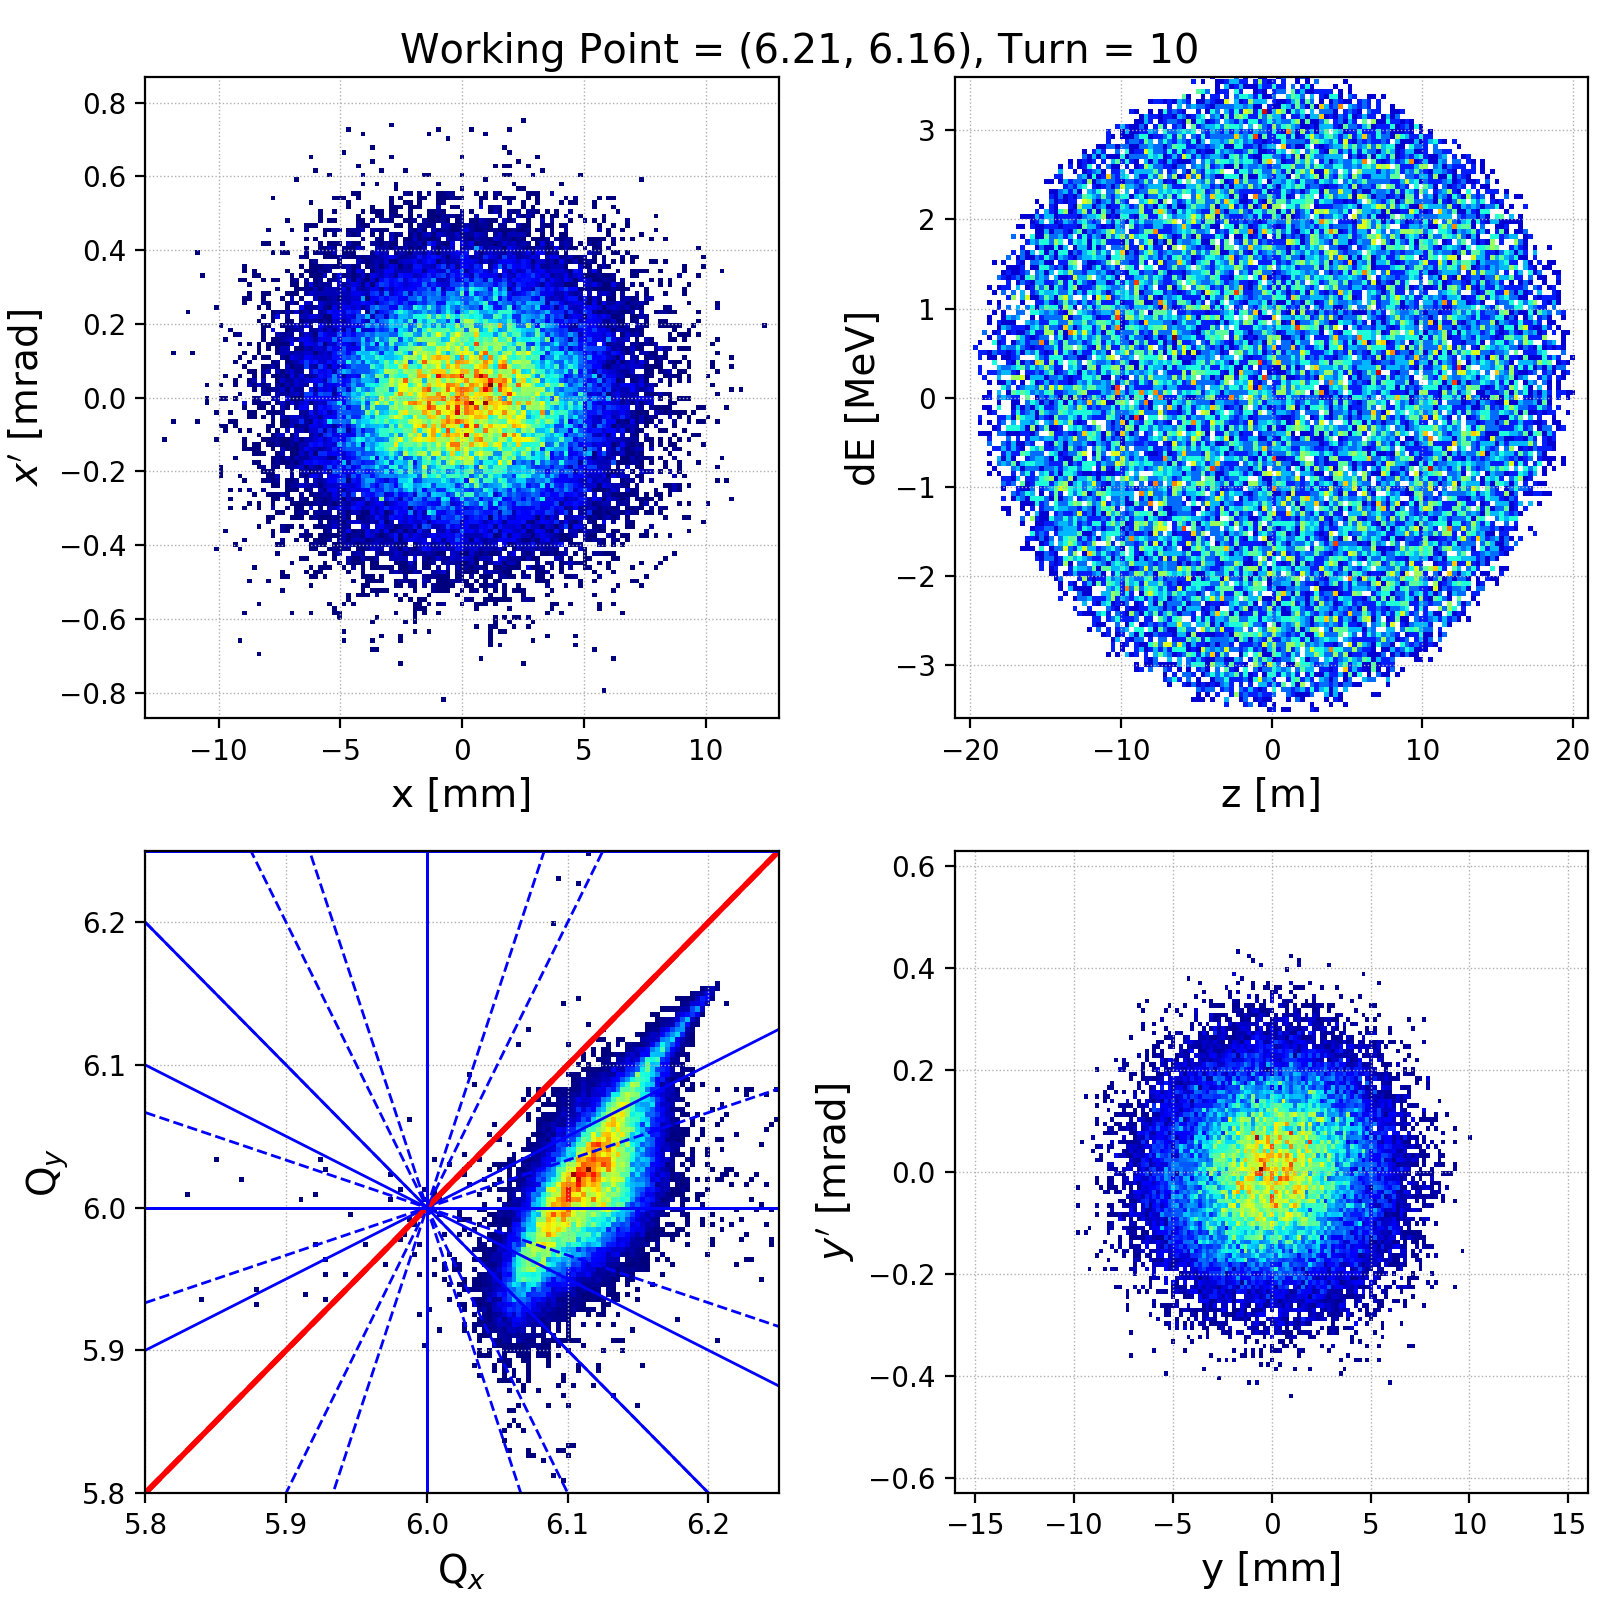 Working Point = (6.21, 6.16), Turn = 10
0.8
0.6
0.4
0.2
0.0
−0.2
−0.4
−0.6
−0.8
x′ [mrad]
−10 −5 0 5 10
x [mm]
3
2
1
0
−1
−2
−3
dE [MeV]
−20 −10 0 10 20
z [m]
6.2
6.1
6.0
5.9
5.8
Qy
5.8 5.9 6.0 6.1 6.2
Qx
0.6
0.4
0.2
0.0
−0.2
−0.4
−0.6
y′ [mrad]
−15 −10 −5 0 5 10 15
y [mm]